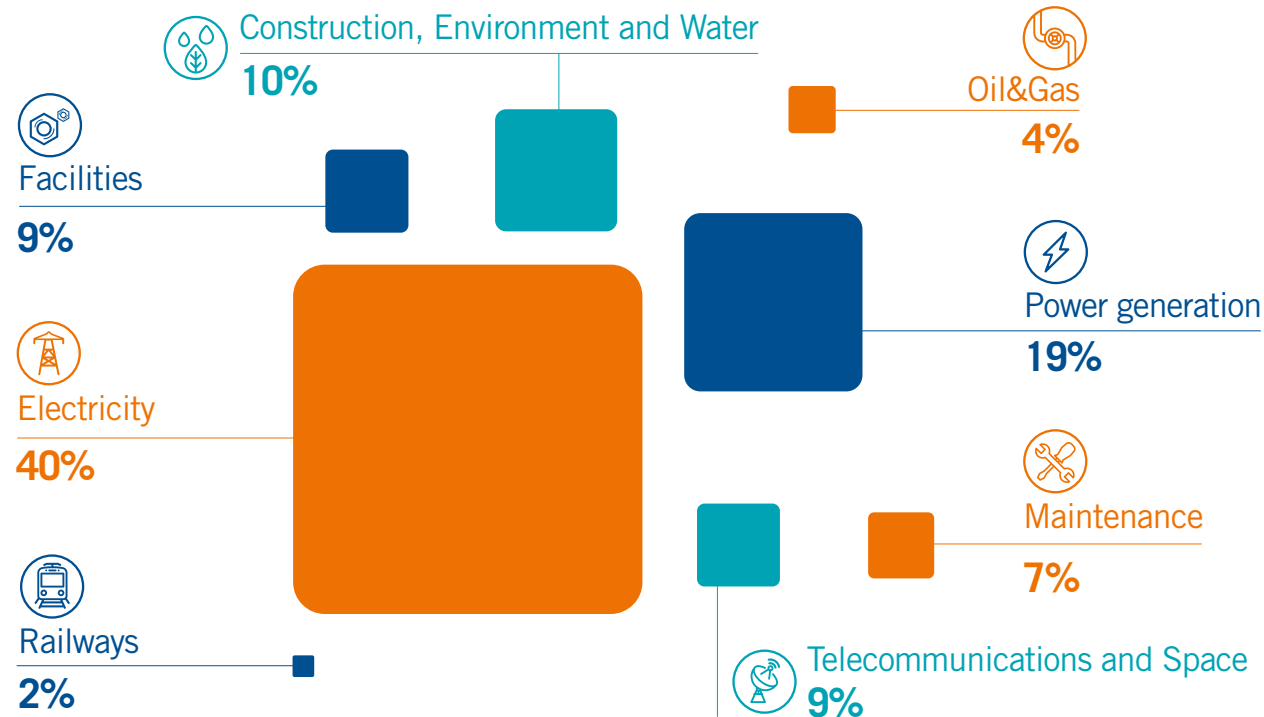 Construction, Environment and Water
10%
Oil&Gas
4%
Facilities
9%
Power generation
19%
Electricity
40%
Maintenance
7%
Railways
2%
Telecommunications and Space
9%